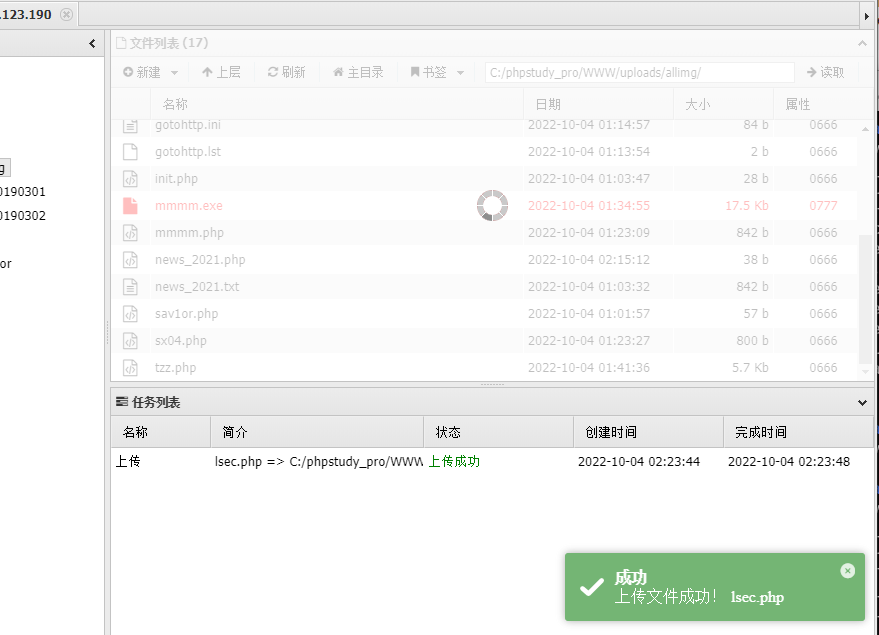 .123.190
文件列表 (17)
新建 上层 刷新 主目录 书签 C:/phpstudy_pro/WWW/uploads/allimg/ 读取
名称 日期 大小 属性
gotohttp.ini 2022-10-04 01:14:57 84 b 0666
gotohttp.lst 2022-10-04 01:13:54 2 b 0666
g
init.php 2022-10-04 01:03:47 28 b 0666
0190301
mmmm.exe 2022-10-04 01:34:55 17.5 Kb 0777
0190302
mmmm.php 2022-10-04 01:23:09 842 b 0666
or
news_2021.php 2022-10-04 02:15:12 38 b 0666
news_2021.txt 2022-10-04 01:03:32 842 b 0666
sav1or.php 2022-10-04 01:01:57 57 b 0666
sx04.php 2022-10-04 01:23:27 800 b 0666
tzz.php 2022-10-04 01:41:36 5.7 Kb 0666
任务列表
名称 简介 状态 创建时间 完成时间
上传 lsec.php => C:/phpstudy_pro/WWW 上传成功 2022-10-04 02:23:44 2022-10-04 02:23:48
成功
上传文件成功！ lsec.php